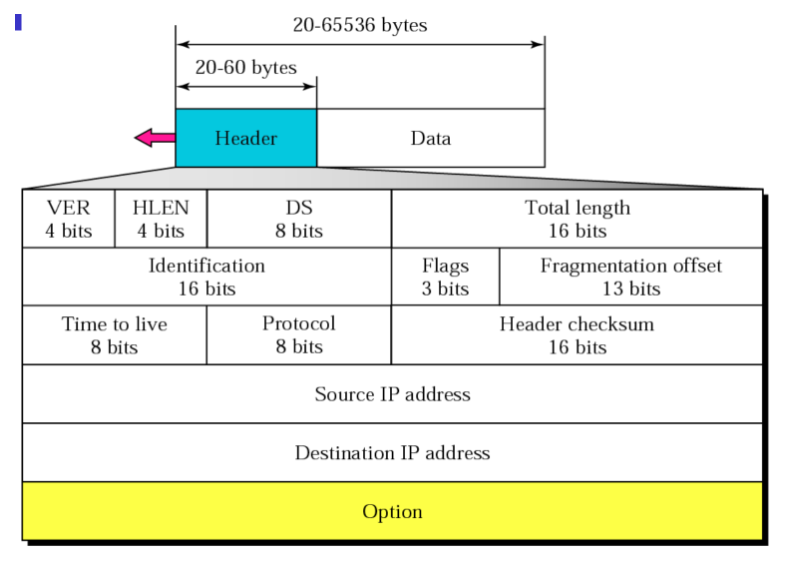 20-65536 bytes
20-60 bytes
Header
Data
VER
4 bits
HLEN
4 bits
DS
8 bits
Total length
16 bits
Identification
16 bits
Flags
3 bits
Fragmentation offset
13 bits
Time to live
8 bits
Protocol
8 bits
Header checksum
16 bits
Source IP address
Destination IP address
Option